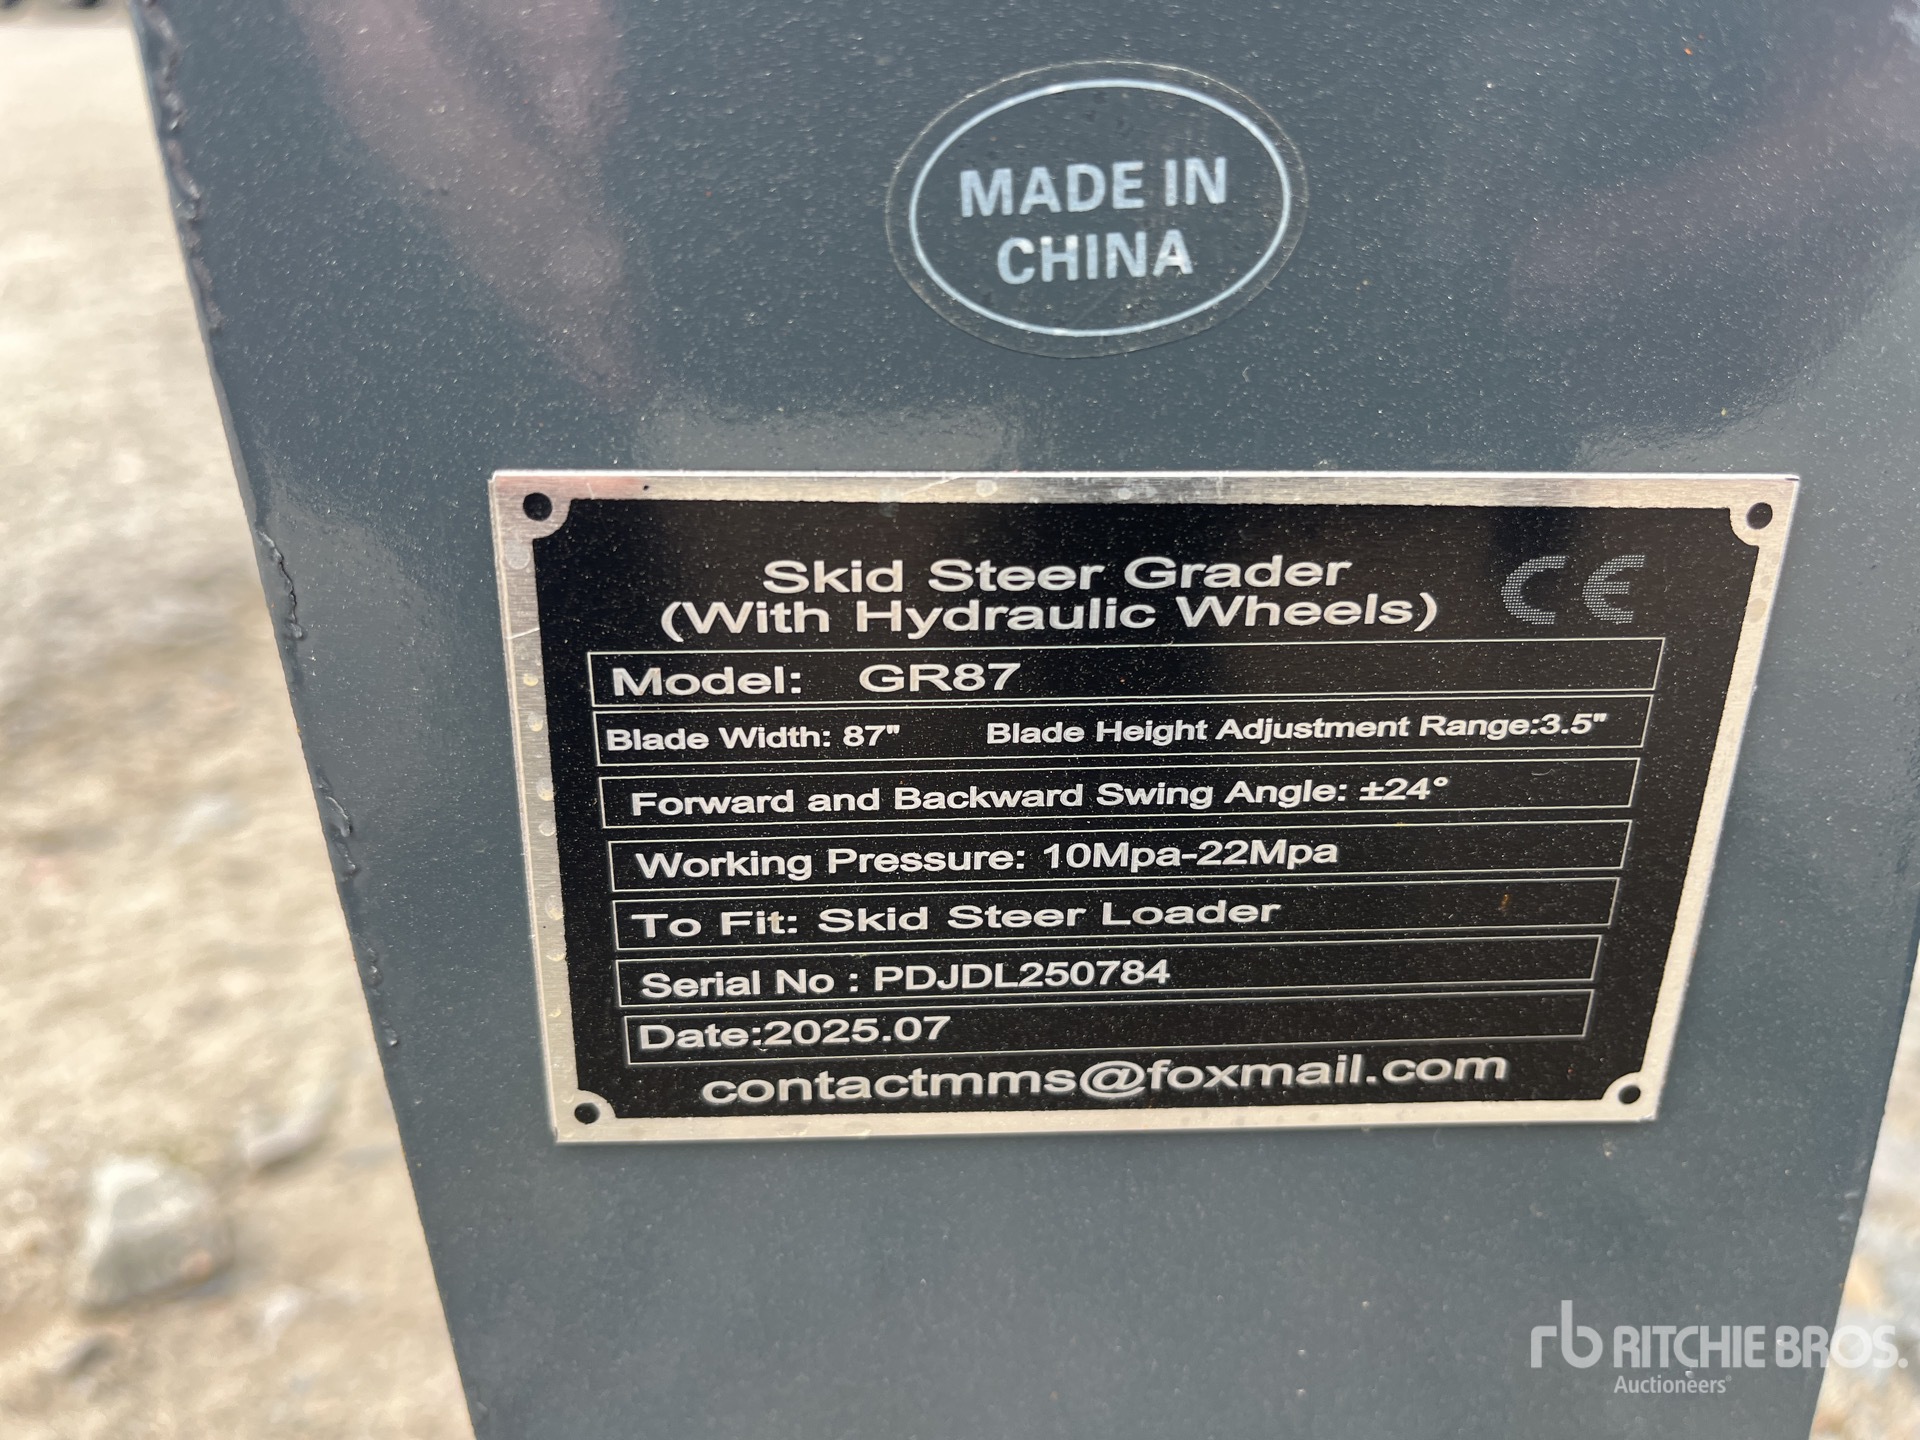 MADE IN
CHINA
Skid Steer Grader
(With Hydraulic Wheels)
CE
Model: GR87
Blade Width: 87" Blade Height Adjustment Range:3.5"
Forward and Backward Swing Angle: ±24°
Working Pressure: 10Mpa-22Mpa
To Fit: Skid Steer Loader
Serial No : PDJDL250784
Date:2025.07
contactmms@foxmail.com
rb RITCHIE BROS.
Auctioneers